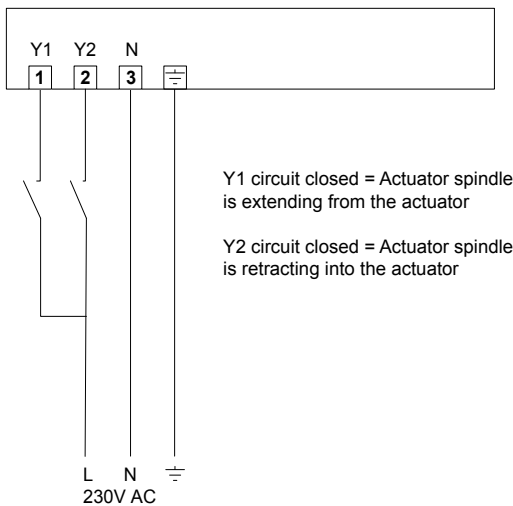 Y1 Y2 N
1 2 3
Y1 circuit closed = Actuator spindle
is extending from the actuator
Y2 circuit closed = Actuator spindle
is retracting into the actuator
L N
230V AC